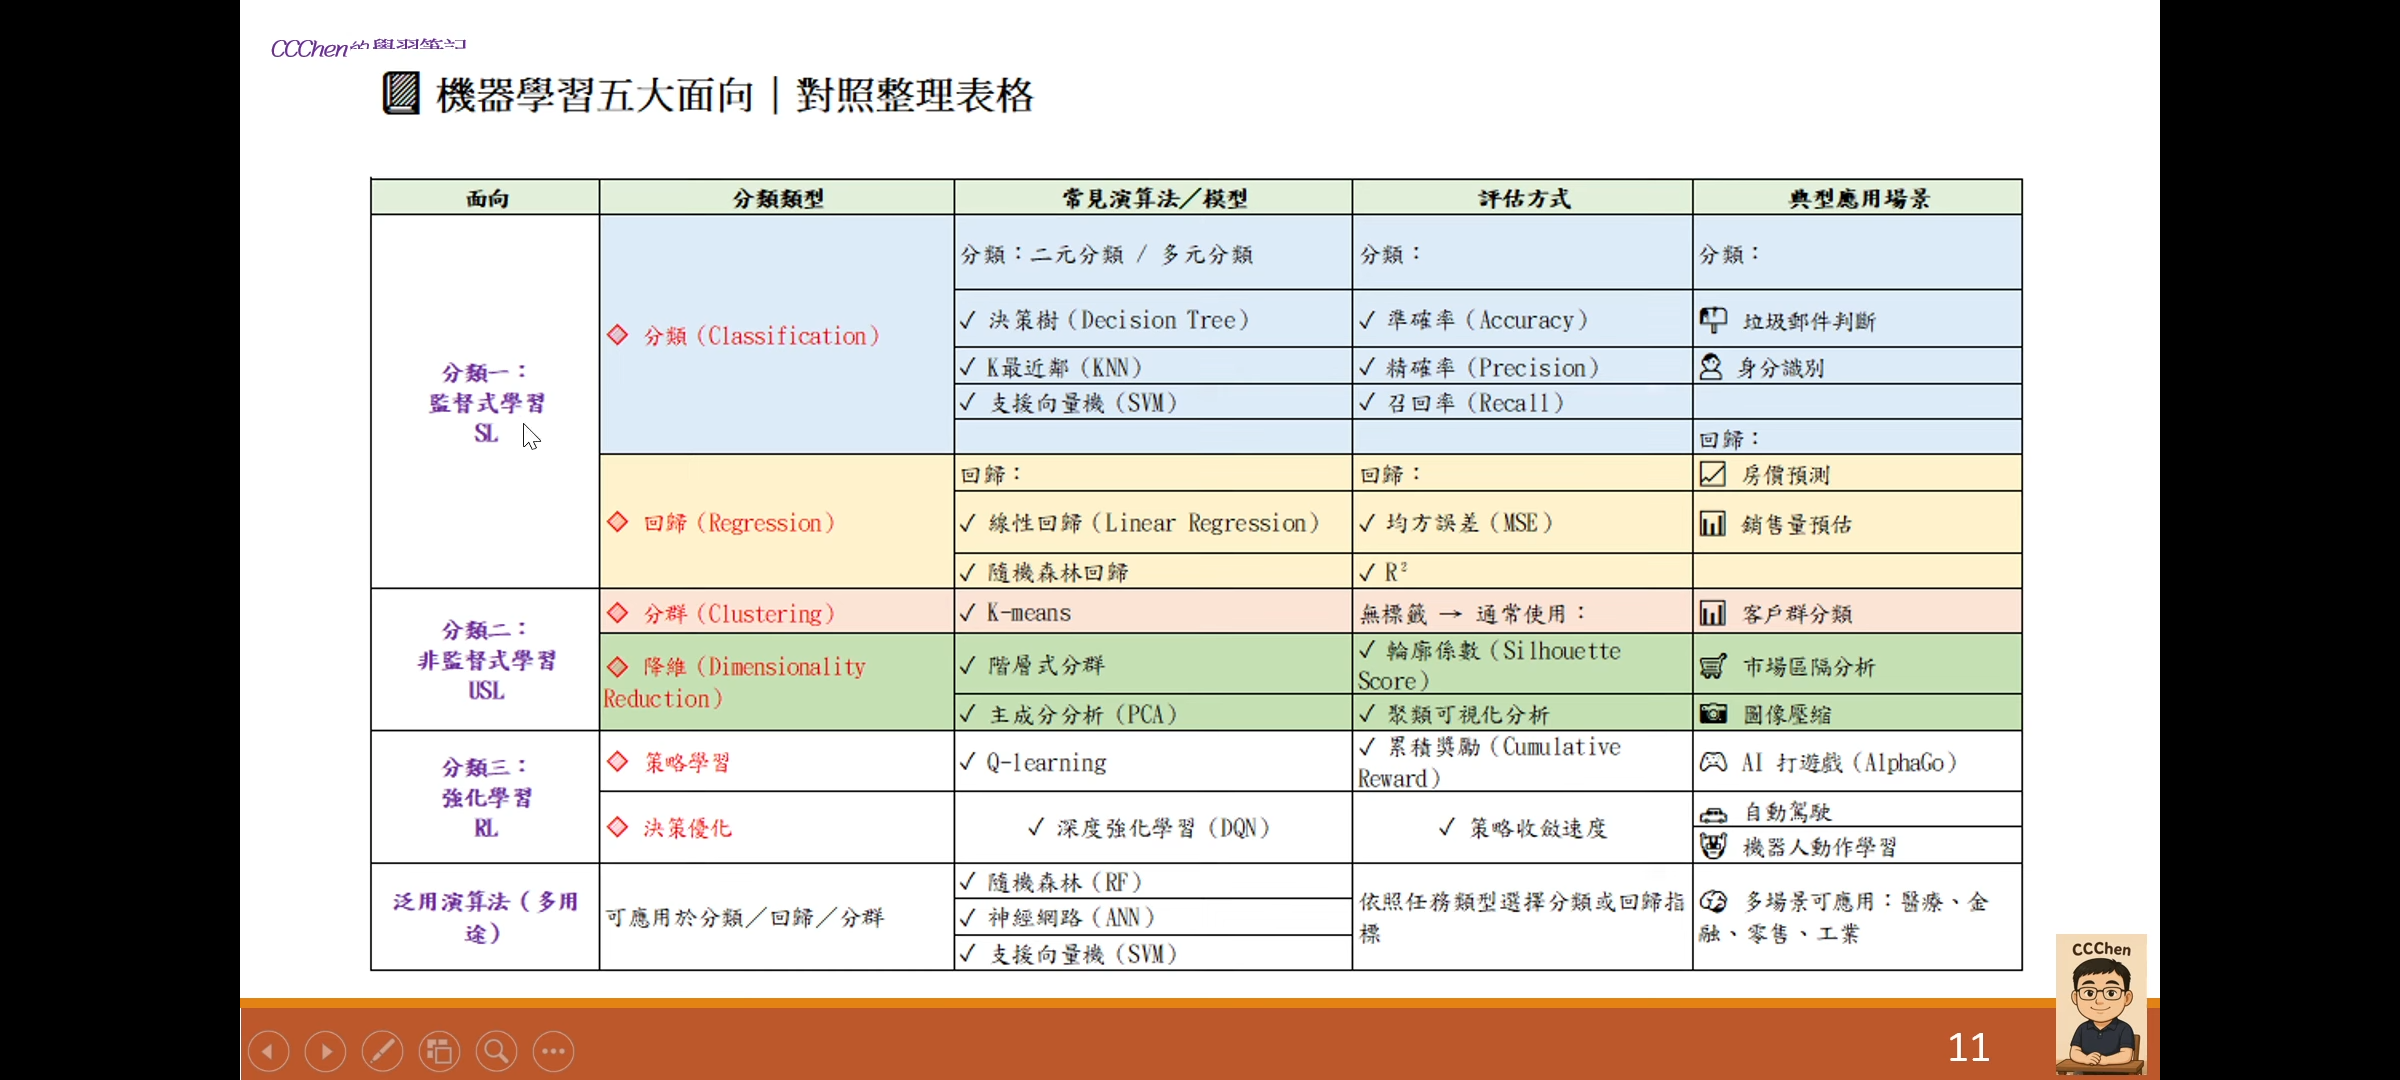 CCChen的學習筆記
機器學習五大面向｜對照整理表格
面向 分類類型 常見演算法／模型 評估方式 典型應用場景
分類一：
監督式學習
SL
◇ 分類（Classification）
分類：二元分類 / 多元分類
分類：
分類：
✓ 決策樹（Decision Tree）
✓ 準確率（Accuracy）
垃圾郵件判斷
✓ K最近鄰（KNN）
✓ 精確率（Precision）
身分識別
✓ 支援向量機（SVM）
✓ 召回率（Recall）
回歸：
◇ 回歸（Regression）
回歸：
回歸：
房價預測
✓ 線性回歸（Linear Regression）
✓ 均方誤差（MSE）
銷售量預估
✓ 隨機森林回歸
✓ R²
分類二：
非監督式學習
USL
◇ 分群（Clustering）
✓ K-means
無標籤 → 通常使用：
客戶群分類
◇ 降維（Dimensionality
Reduction）
✓ 階層式分群
✓ 輪廓係數（Silhouette
Score）
市場區隔分析
✓ 主成分分析（PCA）
✓ 聚類可視化分析
圖像壓縮
分類三：
強化學習
RL
◇ 策略學習
✓ Q-learning
✓ 累積獎勵（Cumulative
Reward）
AI 打遊戲（AlphaGo）
◇ 決策優化
✓ 深度強化學習（DQN）
✓ 策略收斂速度
自動駕駛
機器人動作學習
泛用演算法（多用
途）
可應用於分類／回歸／分群
✓ 隨機森林（RF）
✓ 神經網路（ANN）
✓ 支援向量機（SVM）
依照任務類型選擇分類或回歸指
標
多場景可應用：醫療、金
融、零售、工業
CCChen
11